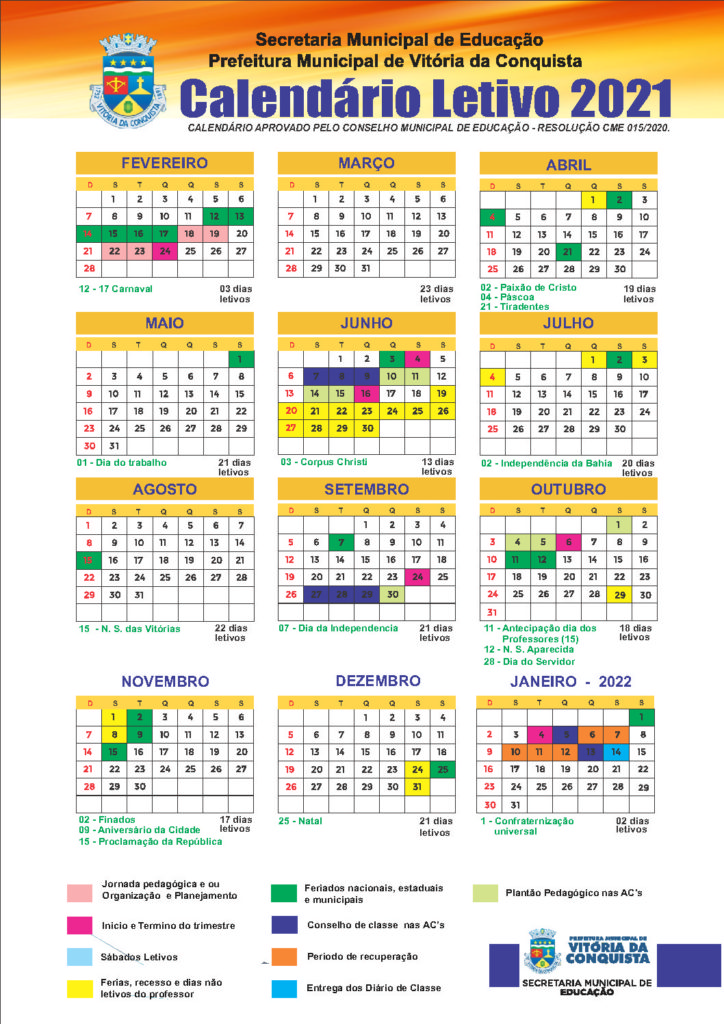 Secretaria Municipal de Educação
Prefeitura Municipal de Vitória da Conquista
Calendário Letivo 2021
CALENDÁRIO APROVADO PELO CONSELHO MUNICIPAL DE EDUCAÇÃO - RESOLUÇÃO CME 015/2020.
VITÓRIA DA CONQUISTA
FEVEREIRO
D S T Q Q S S
1 2 3 4 5 6
7 8 9 10 11 12 13
14 15 16 17 18 19 20
21 22 23 24 25 26 27
28
12 - 17 Carnaval
03 dias
letivos
MARÇO
D S T Q Q S S
1 2 3 4 5 6
7 8 9 10 11 12 13
14 15 16 17 18 19 20
21 22 23 24 25 26 27
28 29 30 31
23 dias
letivos
ABRIL
D S T Q Q S S
1 2 3
4 5 6 7 8 9 10
11 12 13 14 15 16 17
18 19 20 21 22 23 24
25 26 27 28 29 30
02 - Paixão de Cristo
04 - Pàscoa
21 - Tiradentes
19 dias
letivos
MAIO
D S T Q Q S S
1
2 3 4 5 6 7 8
9 10 11 12 13 14 15
16 17 18 19 20 21 22
23 24 25 26 27 28 29
30 31
01 - Dia do trabalho
21 dias
letivos
JUNHO
D S T Q Q S S
1 2 3 4 5
6 7 8 9 10 11 12
13 14 15 16 17 18 19
20 21 22 23 24 25 26
27 28 29 30
03 - Corpus Christi
13 dias
letivos
JULHO
D S T Q Q S S
1 2 3
4 5 6 7 8 9 10
11 12 13 14 15 16 17
18 19 20 21 22 23 24
25 26 27 28 29 30
02 - Independência da Bahia
20 dias
letivos
AGOSTO
D S T Q Q S S
1 2 3 4 5 6 7
8 9 10 11 12 13 14
15 16 17 18 19 20 21
22 23 24 25 26 27 28
29 30 31
15 - N. S. das Vitórias
22 dias
letivos
SETEMBRO
D S T Q Q S S
1 2 3 4
5 6 7 8 9 10 11
12 13 14 15 16 17 18
19 20 21 22 23 24 25
26 27 28 29 30
07 - Dia da Independencia
21 dias
letivos
OUTUBRO
D S T Q Q S S
1 2
3 4 5 6 7 8 9
10 11 12 13 14 15 16
17 18 19 20 21 22 23
24 25 26 27 28 29 30
31
11 - Antecipação dia dos
Professores (15)
12 - N. S. Aparecida
28 - Dia do Servidor
18 dias
letivos
NOVEMBRO
D S T Q Q S S
1 2 3 4 5 6
7 8 9 10 11 12 13
14 15 16 17 18 19 20
21 22 23 24 25 26 27
28 29 30
02 - Finados
09 - Aniversário da Cidade
15 - Proclamação da República
17 dias
letivos
DEZEMBRO
D S T Q Q S S
1 2 3 4
5 6 7 8 9 10 11
12 13 14 15 16 17 18
19 20 21 22 23 24 25
26 27 28 29 30 31
25 - Natal
21 dias
letivos
JANEIRO - 2022
D S T Q Q S S
1
2 3 4 5 6 7 8
9 10 11 12 13 14 15
16 17 18 19 20 21 22
23 24 25 26 27 28 29
30 31
1 - Confraternização
universal
02 dias
letivos
Jornada pedagógica e ou
Organização e Planejamento
Inicio e Termino do trimestre
Sábados Letivos
Ferias, recesso e dias não
letivos do professor
Feriados nacionais, estaduais
e municipais
Conselho de classe nas AC's
Periodo de recuperação
Entrega dos Diário de Classe
Plantão Pedagógico nas AC's
PREFEITURA MUNICIPAL DE
VITÓRIA DA
CONQUISTA
SECRETARIA MUNICIPAL DE
EDUCAÇÃO